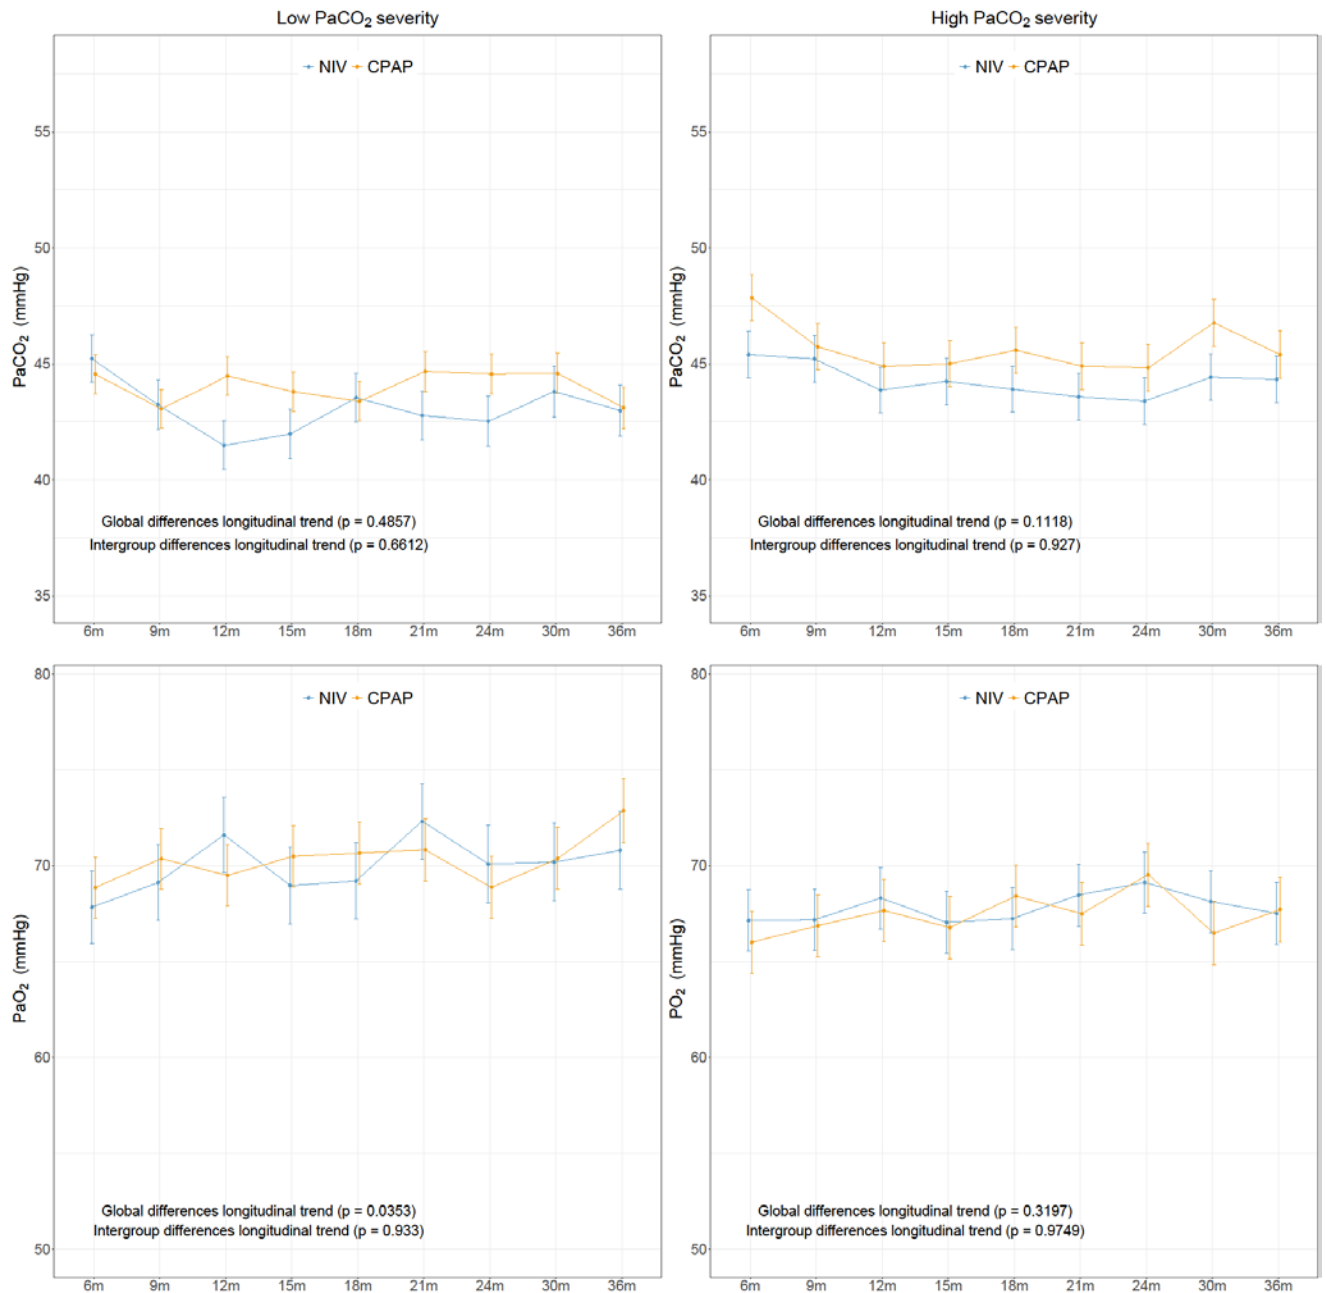 Low PaCO2 severity
NIV CPAP
55
50
45
40
35
PaCO2 (mmHg)
Global differences longitudinal trend (p = 0.4857)
Intergroup differences longitudinal trend (p = 0.6612)
6m 9m 12m 15m 18m 21m 24m 30m 36m
High PaCO2 severity
NIV CPAP
55
50
45
40
35
PaCO2 (mmHg)
Global differences longitudinal trend (p = 0.1118)
Intergroup differences longitudinal trend (p = 0.927)
6m 9m 12m 15m 18m 21m 24m 30m 36m
NIV CPAP
80
70
60
50
PaO2 (mmHg)
Global differences longitudinal trend (p = 0.0353)
Intergroup differences longitudinal trend (p = 0.933)
6m 9m 12m 15m 18m 21m 24m 30m 36m
NIV CPAP
80
70
60
50
PO2 (mmHg)
Global differences longitudinal trend (p = 0.3197)
Intergroup differences longitudinal trend (p = 0.9749)
6m 9m 12m 15m 18m 21m 24m 30m 36m